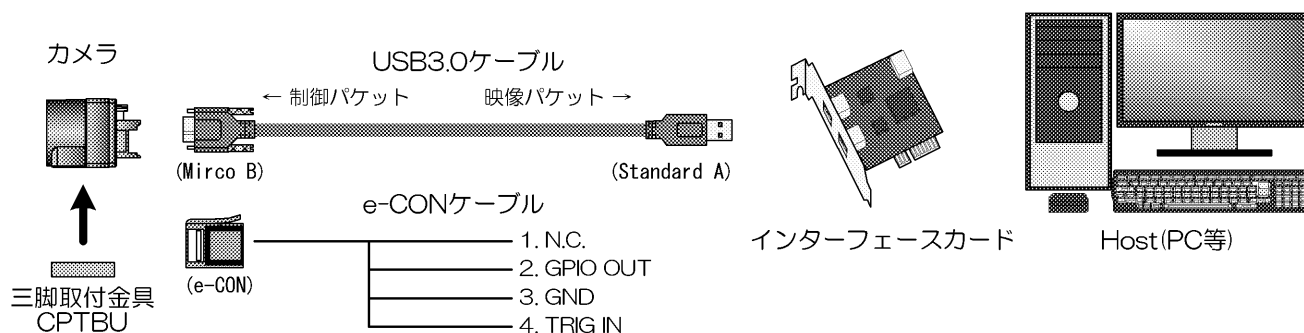 カメラ
USB3.0ケーブル
← 制御パケット 映像パケット →
(Mirco B)
(Standard A)
e-CONケーブル
(e-CON)
1. N.C.
2. GPIO OUT
3. GND
4. TRIG IN
三脚取付金具
CPTBU
インターフェースカード
Host(PC等)